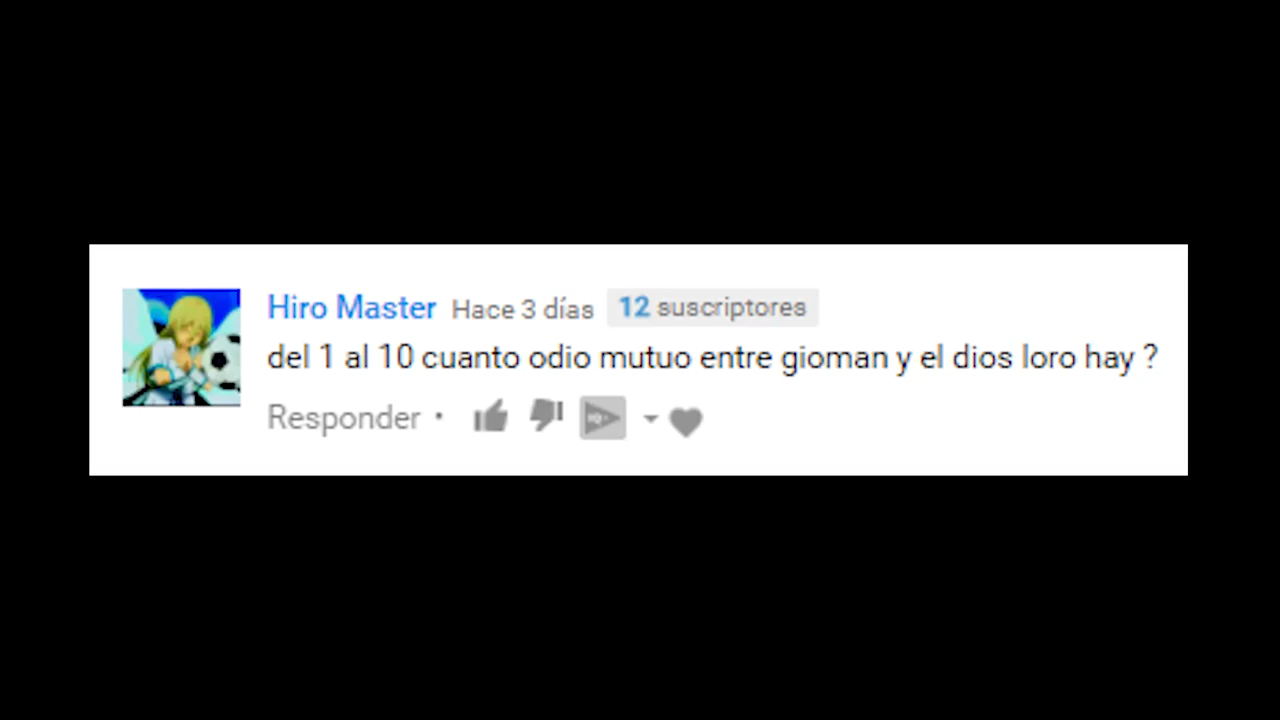 Hiro Master Hace 3 días 12 suscriptores
del 1 al 10 cuanto odio mutuo entre gioman y el dios loro hay ?
Responder •